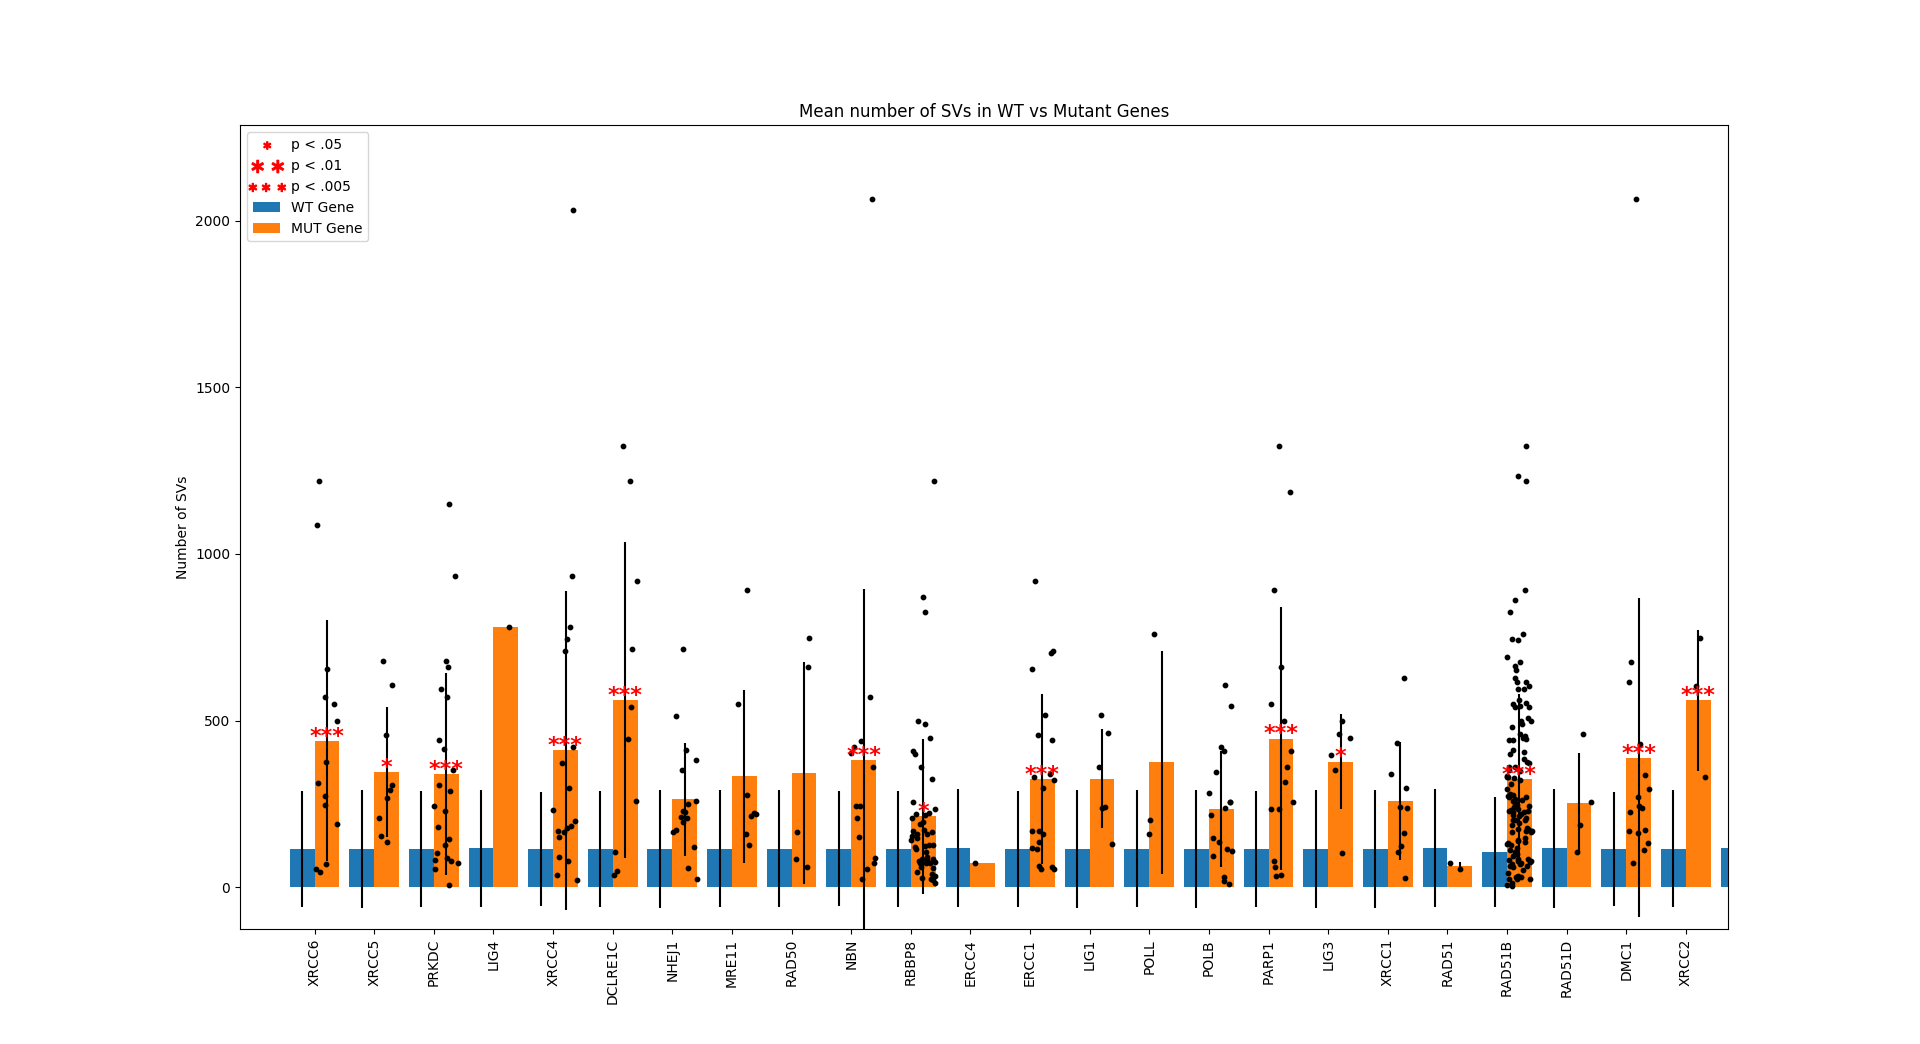 Mean number of SVs in WT vs Mutant Genes
* p < .05
** p < .01
*** p < .005
WT Gene
MUT Gene
Number of SVs
2000
1500
1000
500
0
*** * *** *** *** *** * *** *** * *** *** ***
XRCC6
XRCC5
PRKDC
LIG4
XRCC4
DCLRE1C
NHEJ1
MRE11
RAD50
NBN
RBBP8
ERCC4
ERCC1
LIG1
POLL
POLB
PARP1
LIG3
XRCC1
RAD51
RAD51B
RAD51D
DMC1
XRCC2